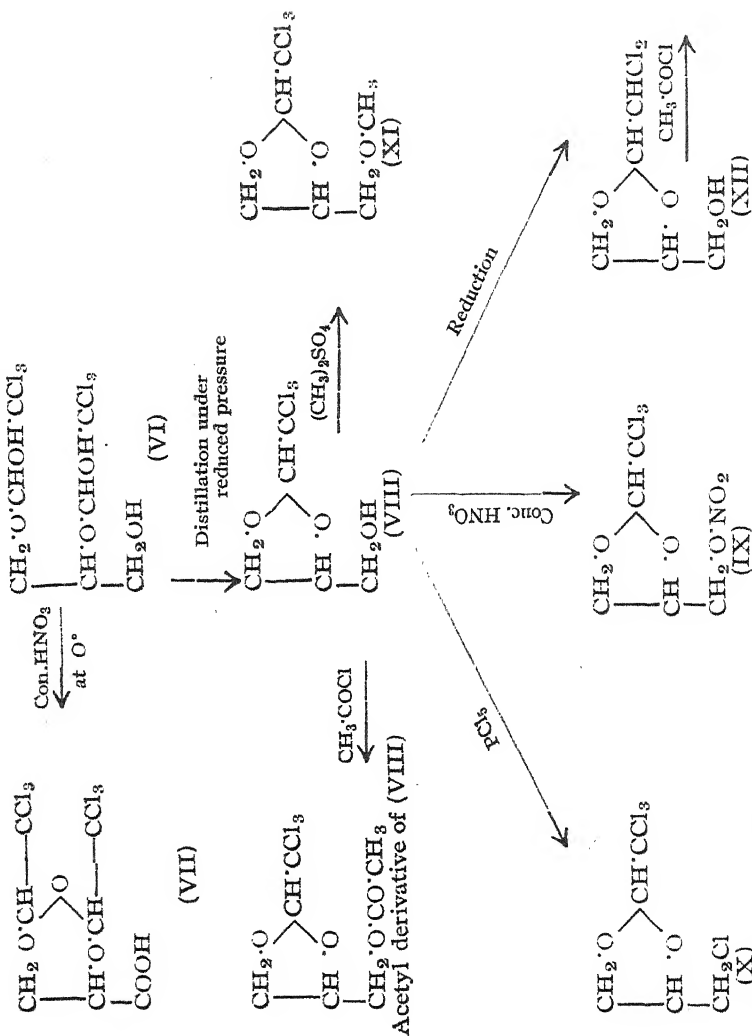 CH₂·O·CHOH·CCl₃
CH·O·CHOH·CCl₃
CH₂OH
(VI)
Con.HNO₃
at O°
CH₂ O·CH—CCl₃
O
CH·O·CH—CCl₃
COOH
(VII)
Distillation under
reduced pressure
CH₂·O
CH·CCl₃
CH·O
CH₂·O·CO·CH₃
Acetyl derivative of (VIII)
CH₃·COCl
CH₂·O
CH·CCl₃
CH·O·
CH₂OH
(VIII)
(CH₃)₂SO₄
CH₂·O
CH·CCl₃
CH O·
CH₂·O·CH₃
(XI)
PCl₅
Conc. HNO₃
Reduction
CH₂·O
CH·CCl₃
CH O·
CH₂Cl
(X)
CH₂·O
CH·CCl₃
CH O·
CH₂·O·NO₂
(IX)
CH₂·O
CH·CHCl₂
CH· O
CH₂OH
(XII)
CH₃·COCl